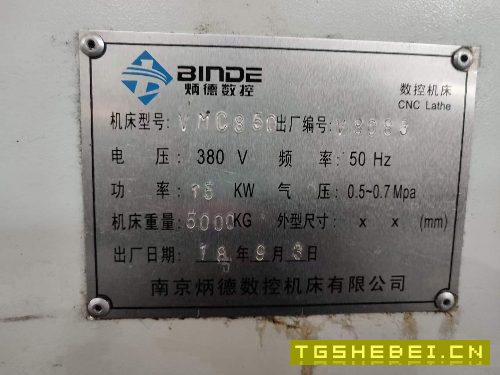 BINDE
炳德数控
数控机床
CNC Lathe
机床型号: VMC850 出厂编号: V8085
电 压: 380 V 频 率: 50 Hz
功 率: 15 KW 气 压: 0.5~0.7 Mpa
机床重量: 5000KG 外型尺寸: x x (mm)
出厂日期: 18 年 9 月 3 日
南京炳德数控机床有限公司
TGSHEBEI.CN